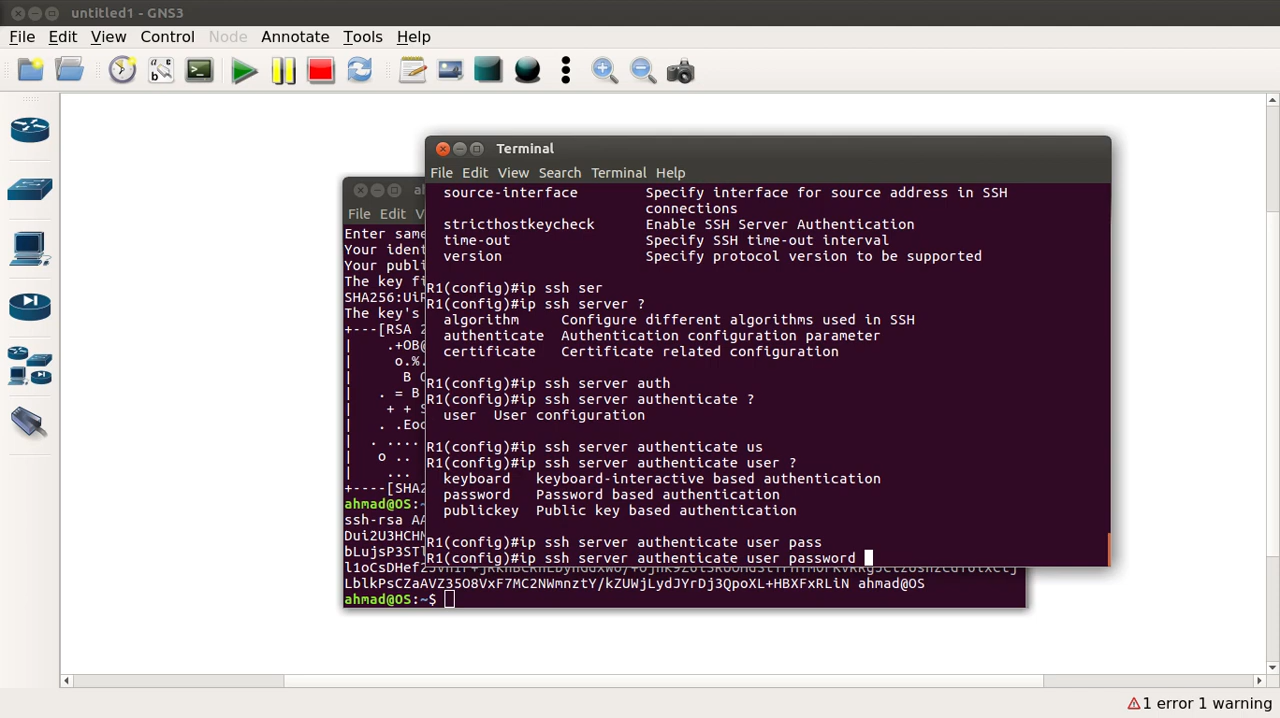 untitled1 - GNS3
File Edit View Control Node Annotate Tools Help
Terminal
File Edit View Search Terminal Help
source-interface Specify interface for source address in SSH
connections
stricthostkeycheck Enable SSH Server Authentication
time-out Specify SSH time-out interval
version Specify protocol version to be supported
R1(config)#ip ssh ser
R1(config)#ip ssh server ?
algorithm Configure different algorithms used in SSH
authenticate Authentication configuration parameter
certificate Certificate related configuration
R1(config)#ip ssh server auth
R1(config)#ip ssh server authenticate ?
user User configuration
R1(config)#ip ssh server authenticate us
R1(config)#ip ssh server authenticate user ?
keyboard keyboard-interactive based authentication
password Password based authentication
publickey Public key based authentication
R1(config)#ip ssh server authenticate user pass
R1(config)#ip ssh server authenticate user password
File Edit
Enter same
Your
Your
The key
The key's
+---[RSA
| .+OB@
| o.%.
| B
| . = B
| + +
| . .Eo
| . ....
| o ..
| ...
+----[SHA
ahmad@OS:
ssh-rsa
LblkPsCZaAVZ35O8VxF7MC2NWmnztY/kZUWjLydJYrDj3QpoXL+HBXFxRLiN ahmad@OS
ahmad@OS:~$
1 error 1 warning